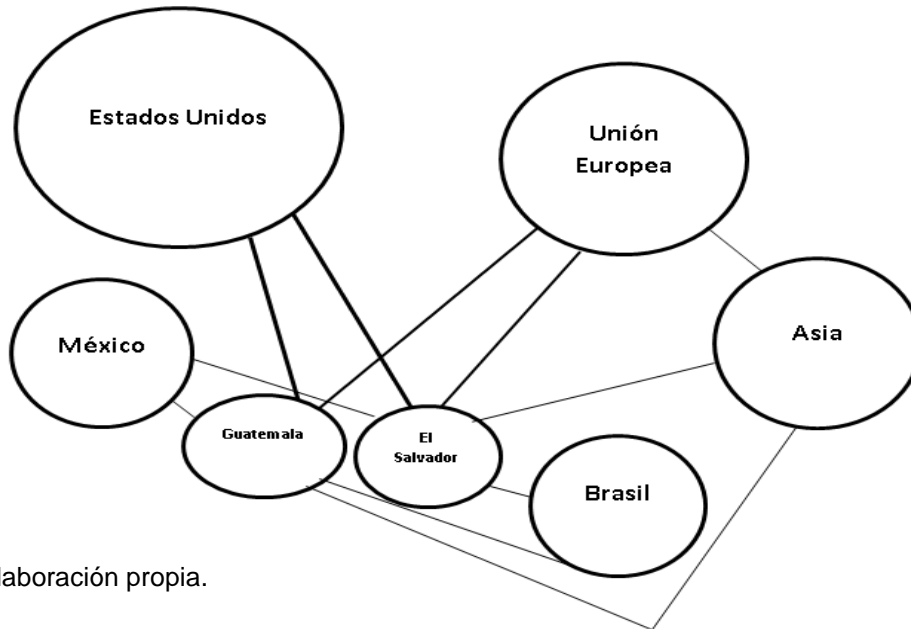 Estados Unidos
Unión
Europea
México
Asia
Guatemala
El
Salvador
Brasil
laboración propia.